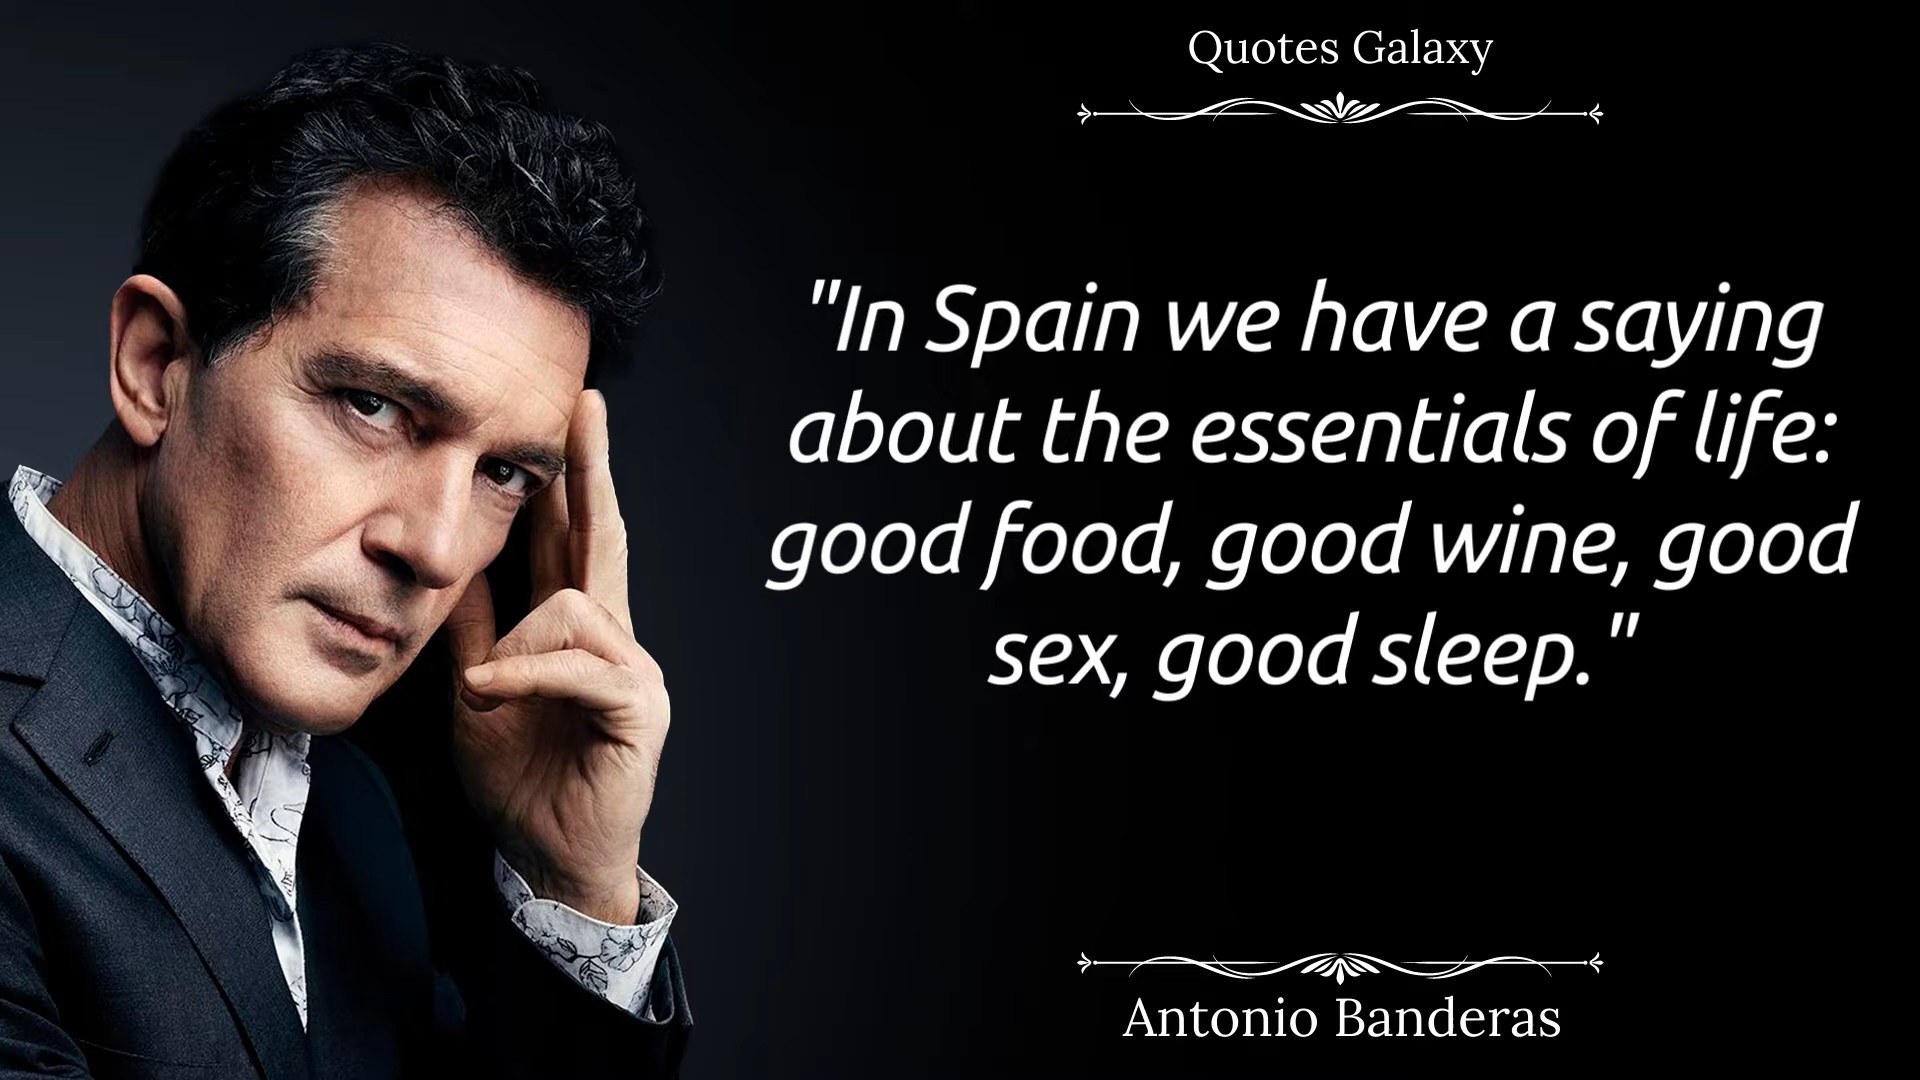 Quotes Galaxy
"In Spain we have a saying
about the essentials of life:
good food, good wine, good
sex, good sleep."
Antonio Banderas